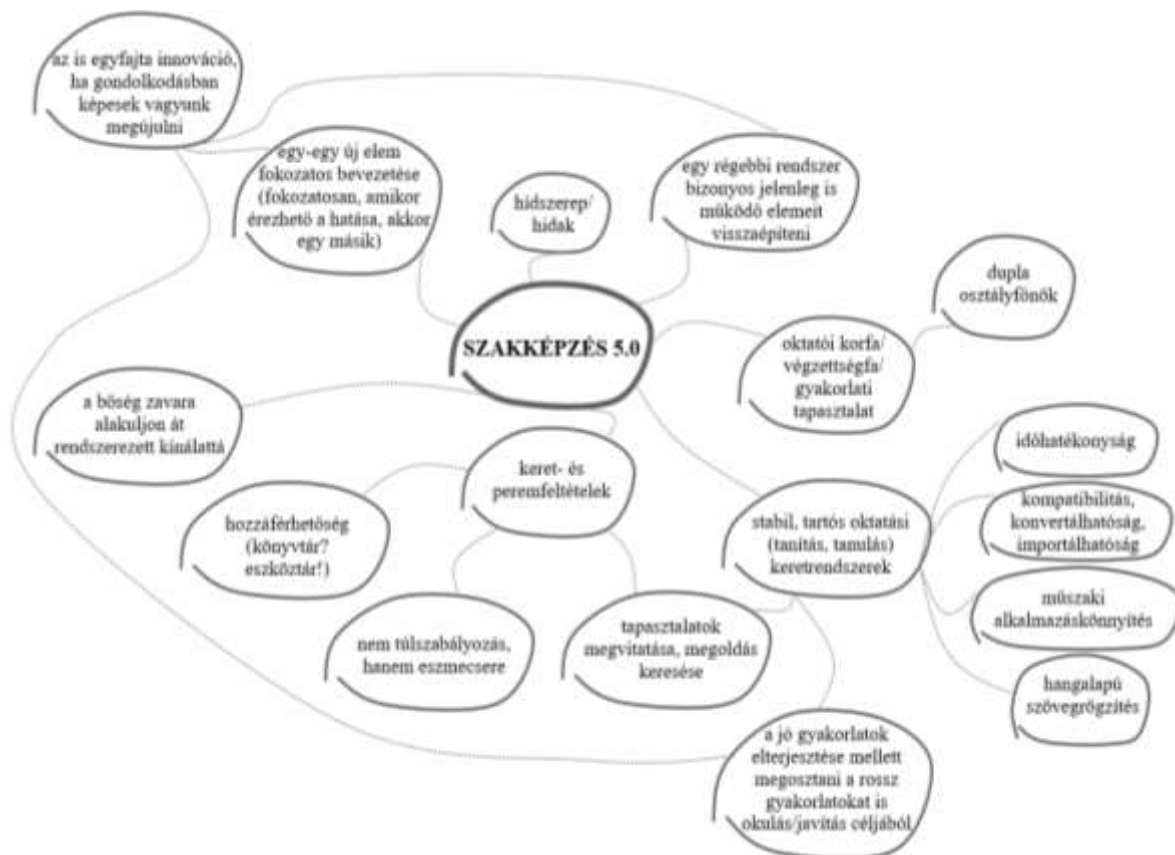 az is egyfajta innováció,
ha gondolkodásban
képesek vagyunk
megújulni
egy-egy új elem
fokozatos bevezetése
(fokozatosan, amikor
érezhető a hatása, akkor
egy másik)
hídszerep/
hidak
egy régebbi rendszer
bizonyos jelenleg is
működő elemeit
visszaépíteni
dupla
osztályfőnök
SZAKKÉPZÉS 5.0
oktatói korfa/
végzettségfa/
gyakorlati
tapasztalat
a bőség zavara
alakuljon át
rendszerezett kínálattá
keret- és
peremfeltételek
időhatékonyság
kompatibilitás,
konvertálhatóság,
importálhatóság
hozzáférhetőség
(könyvtár?
eszköztár!)
stabil, tartós oktatási
(tanítás, tanulás)
keretrendszerek
műszaki
alkalmazáskönnyítés
nem túlszabályozás,
hanem eszmecsere
tapasztalatok
megvitatása, megoldás
keresése
hangalapú
szövegrögzítés
a jó gyakorlatok
elterjesztése mellett
megosztani a rossz
gyakorlatokat is
okulás/javítás céljából